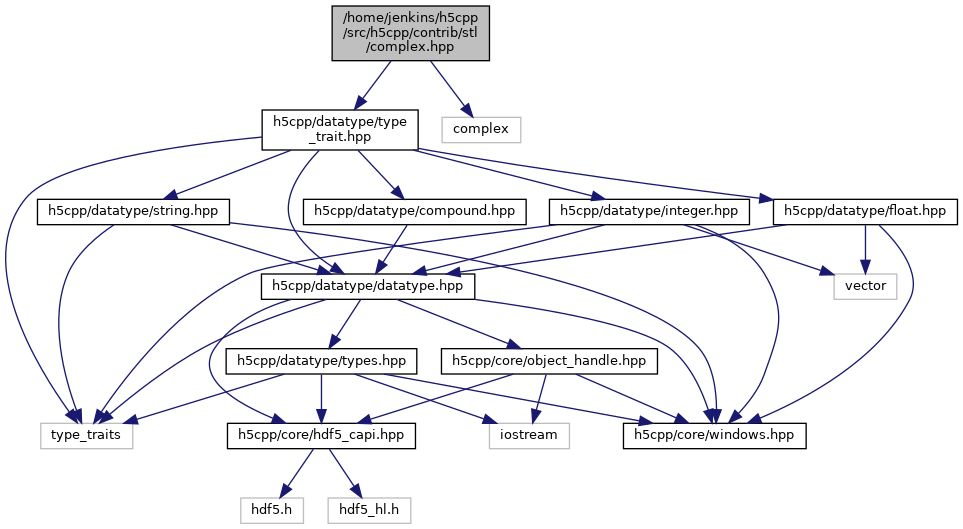 /home/jenkins/h5cpp
/src/h5cpp/contrib/stl
/complex.hpp
h5cpp/datatype/type
_trait.hpp
complex
h5cpp/datatype/string.hpp
h5cpp/datatype/compound.hpp
h5cpp/datatype/integer.hpp
h5cpp/datatype/float.hpp
h5cpp/datatype/datatype.hpp
vector
h5cpp/datatype/types.hpp
h5cpp/core/object_handle.hpp
type_traits
h5cpp/core/hdf5_capi.hpp
iostream
h5cpp/core/windows.hpp
hdf5.h
hdf5_hl.h